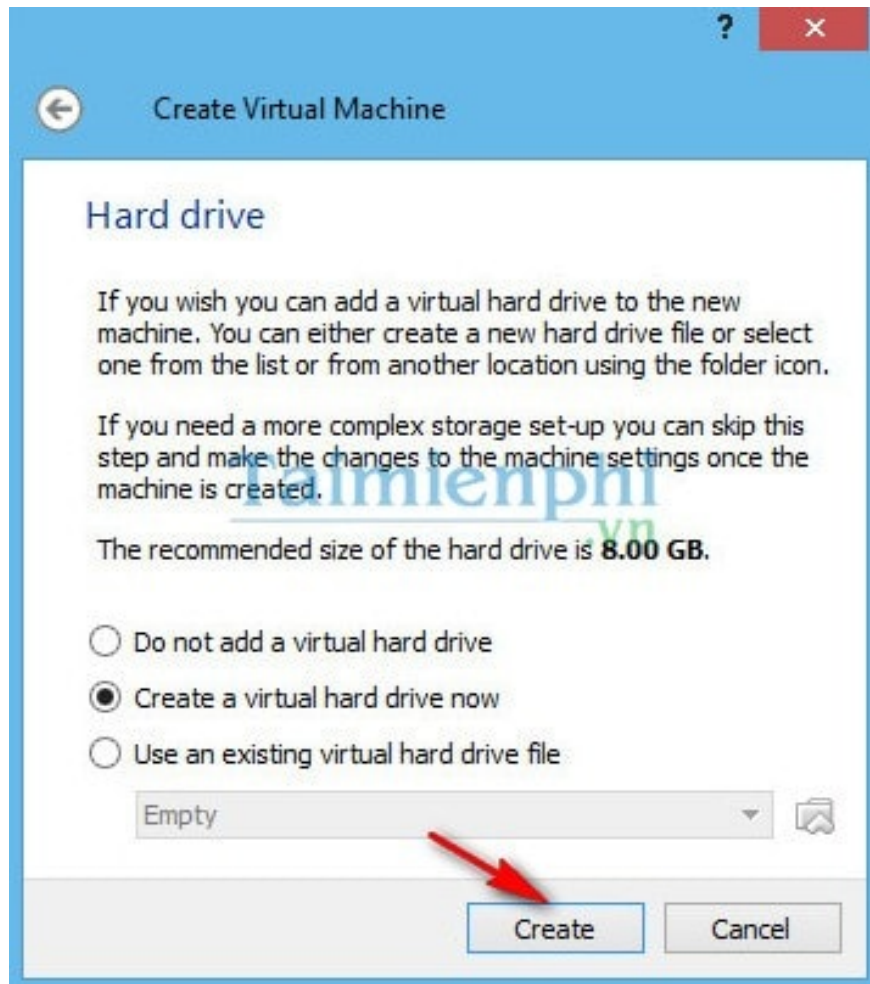 ?
Create Virtual Machine
Hard drive
If you wish you can add a virtual hard drive to the new
machine. You can either create a new hard drive file or select
one from the list or from another location using the folder icon.
If you need a more complex storage set-up you can skip this
step and make the changes to the machine settings once the
machine is created.
Taimienphi
.vn
The recommended size of the hard drive is 8.00 GB.
Do not add a virtual hard drive
Create a virtual hard drive now
Use an existing virtual hard drive file
Empty
Create Cancel